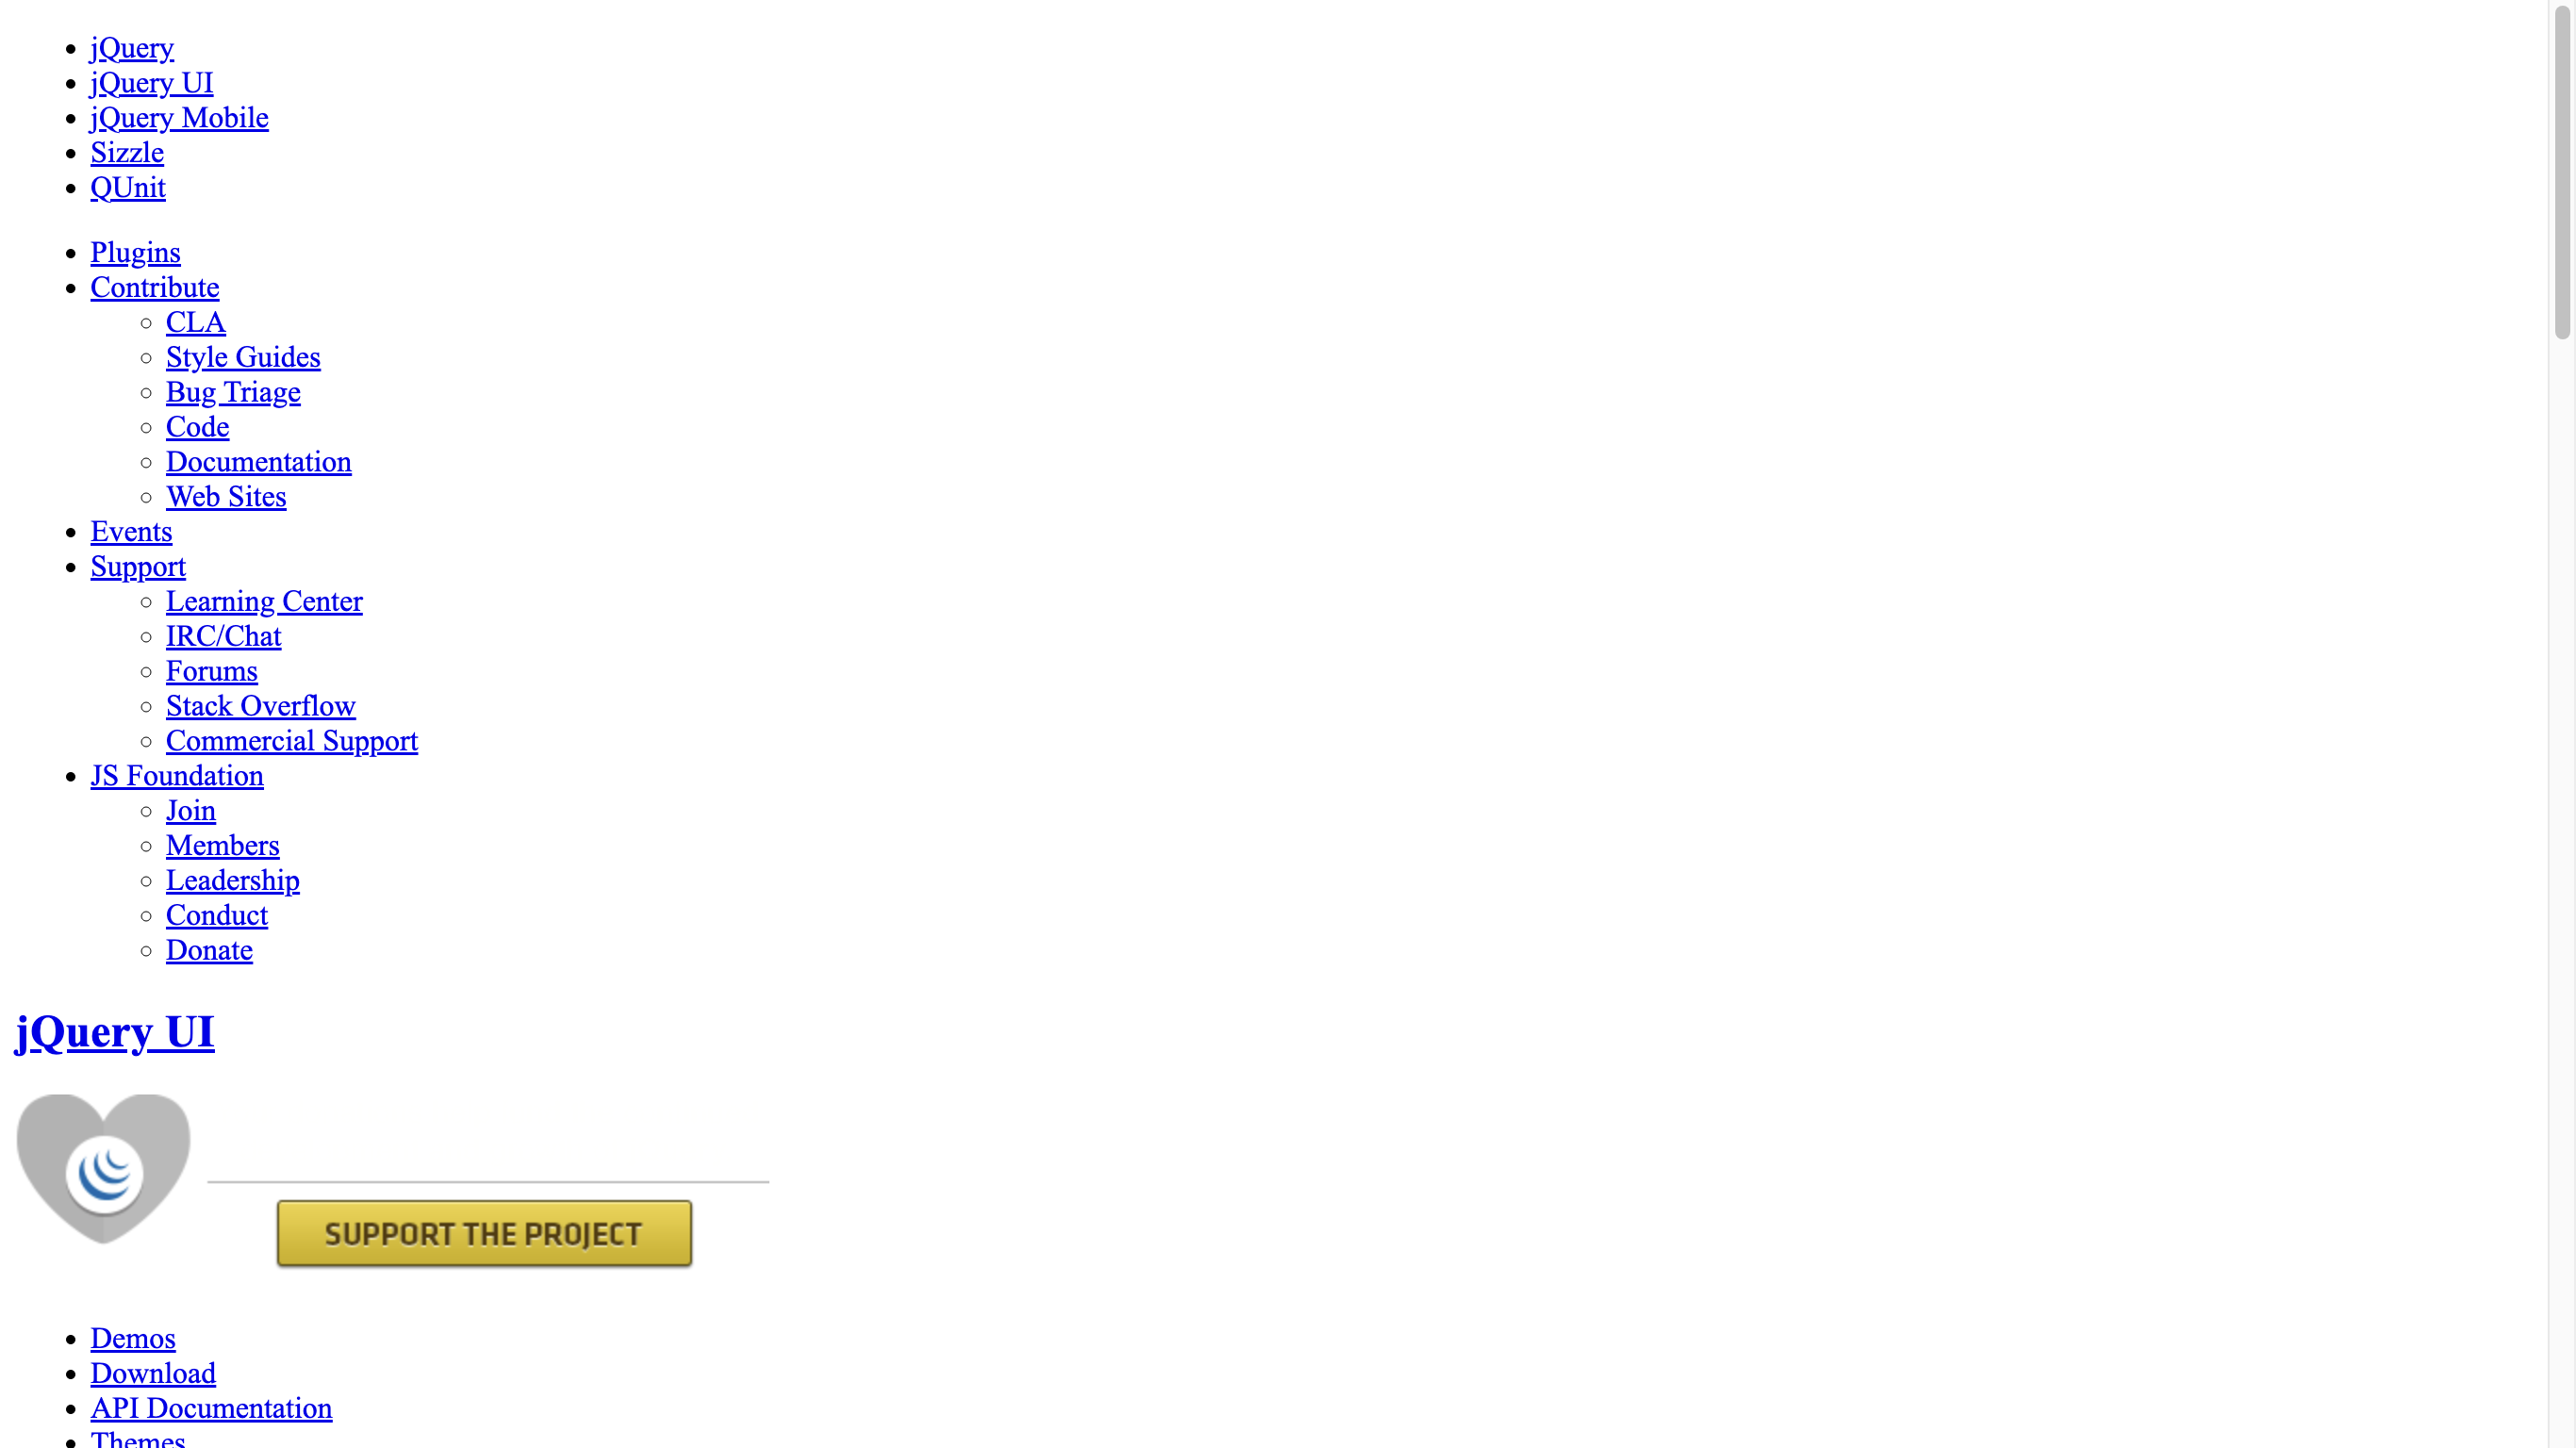 jQuery
jQuery UI
jQuery Mobile
Sizzle
QUnit
Plugins
Contribute
CLA
Style Guides
Bug Triage
Code
Documentation
Web Sites
Events
Support
Learning Center
IRC/Chat
Forums
Stack Overflow
Commercial Support
JS Foundation
Join
Members
Leadership
Conduct
Donate
jQuery UI
SUPPORT THE PROJECT
Demos
Download
API Documentation
Themes